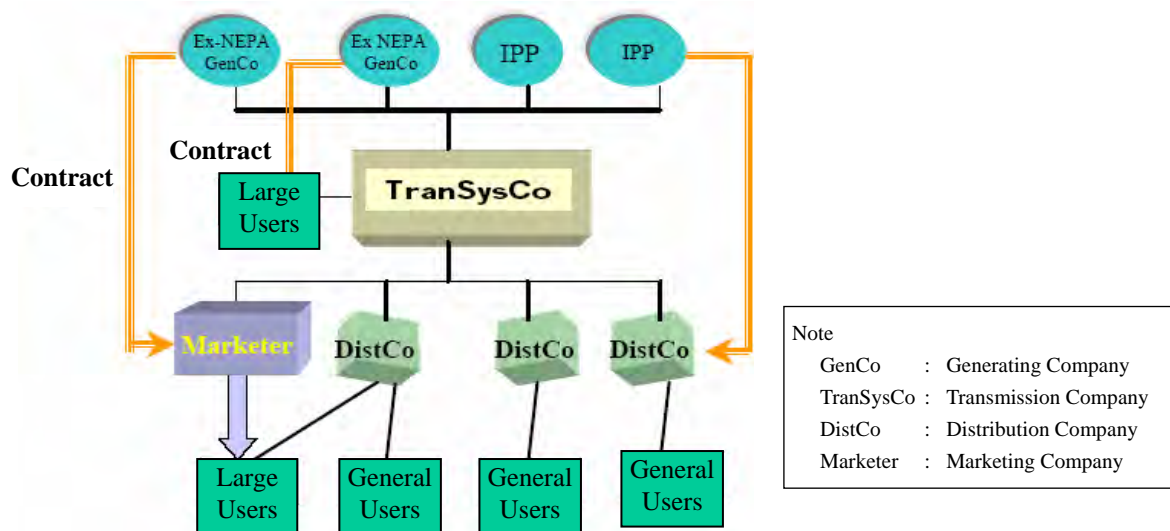 Ex-NEPA
GenCo
Ex NEPA
GenCo
IPP
IPP
Contract
Contract
Large
Users
TranSysCo
Marketer
DistCo
DistCo
DistCo
Large
Users
General
Users
General
Users
General
Users
Note
GenCo : Generating Company
TranSysCo : Transmission Company
DistCo : Distribution Company
Marketer : Marketing Company